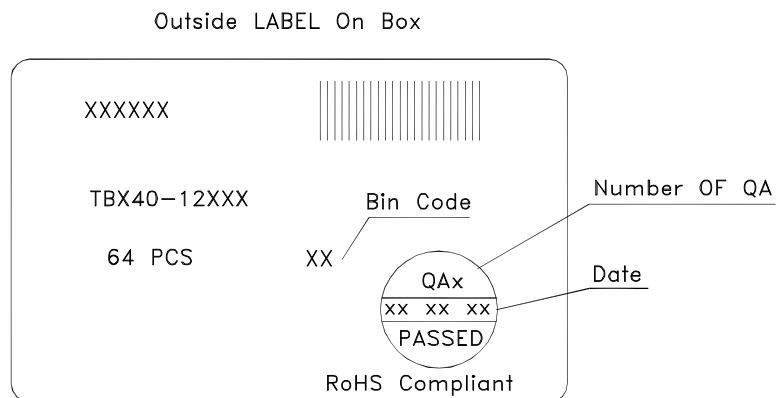 Outside LABEL On Box
XXXXXX
TBX40-12XXX
Bin Code
Number OF QA
64 PCS
XX
QAx
Date
xx xx xx
PASSED
RoHS Compliant